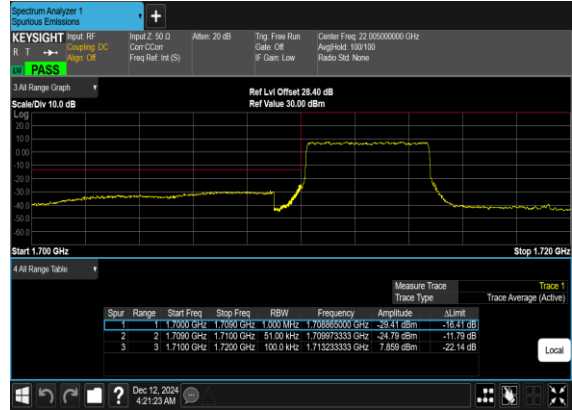 Spectrum Analyzer 1
Spurious Emissions
KEYSIGHT Input: RF Input Z: 50 Ω Atten: 20 dB Trig: Free Run Center Freq: 22.005000000 GHz
R T Coupling: DC Corr CCorr Gate: Off Avg|Hold: 100/100
Align: Off Freq Ref: Int (S) IF Gain: Low Radio Std: None
LW PASS
3 All Range Graph Ref Lvl Offset 28.40 dB
Scale/Div 10.0 dB Ref Value 30.00 dBm
Log
20.0
10.0
0.00
-10.0
-20.0
-30.0
-40.0
-50.0
-60.0
Start 1.700 GHz Stop 1.720 GHz
4 All Range Table
Measure Trace Trace 1
Trace Type Trace Average (Active)
Spur Range Start Freq Stop Freq RBW Frequency Amplitude ΔLimit
1 1 1.7000 GHz 1.7090 GHz 1.000 MHz 1.708865000 GHz -29.41 dBm -16.41 dB
2 2 1.7090 GHz 1.7100 GHz 51.00 kHz 1.709973333 GHz -24.79 dBm -11.79 dB
3 3 1.7100 GHz 1.7200 GHz 100.0 kHz 1.713233333 GHz 7.859 dBm -22.14 dB
Local
? Dec 12, 2024
4:21:23 AM